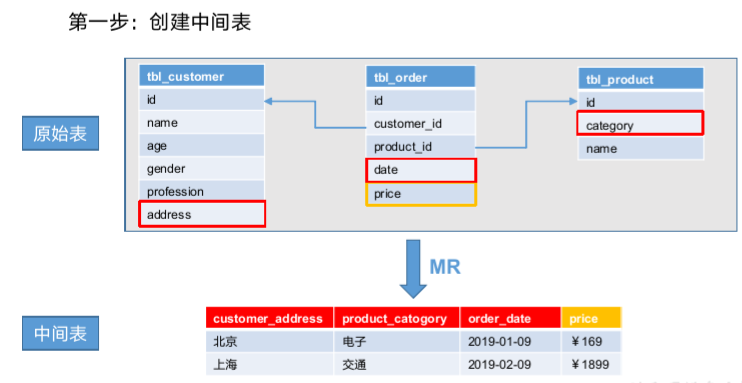 第一步：创建中间表
原始表
tbl_customer
id
name
age
gender
profession
address
tbl_order
id
customer_id
product_id
date
price
tbl_product
id
category
name
MR
中间表
customer_address product_catogory order_date price
北京 电子 2019-01-09 ¥169
上海 交通 2019-02-09 ¥1899